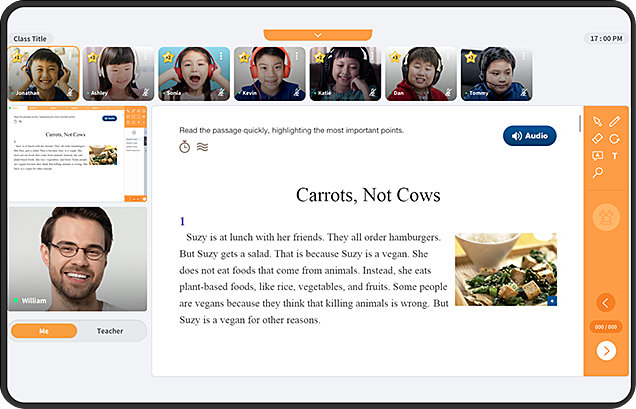 Class Title
17 : 00 PM
Jonathan
Ashley
Sonia
Kevin
Katie
Dan
Tommy
Carrots, Not Cows
William
Me
Teacher
Read the passage quickly, highlighting the most important points.
Audio
Carrots, Not Cows
1
Suzy is at lunch with her friends. They all order hamburgers.
But Suzy gets a salad. That is because Suzy is a vegan. She
does not eat foods that come from animals. Instead, she eats
plant-based foods, like rice, vegetables, and fruits. Some people
are vegans because they think that killing animals is wrong. But
Suzy is a vegan for other reasons.
A
T
000 / 000